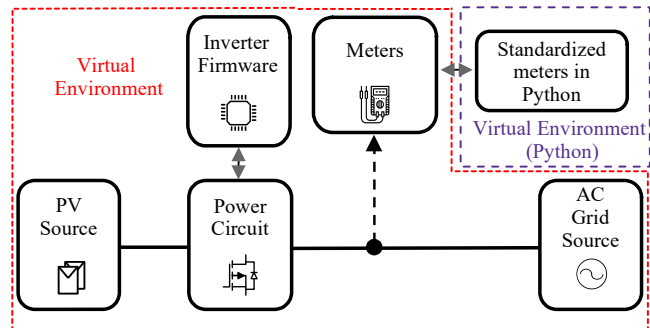 Virtual
Environment
Inverter
Firmware
Meters
Standardized
meters in
Python
Virtual Environment
(Python)
PV
Source
Power
Circuit
AC
Grid
Source